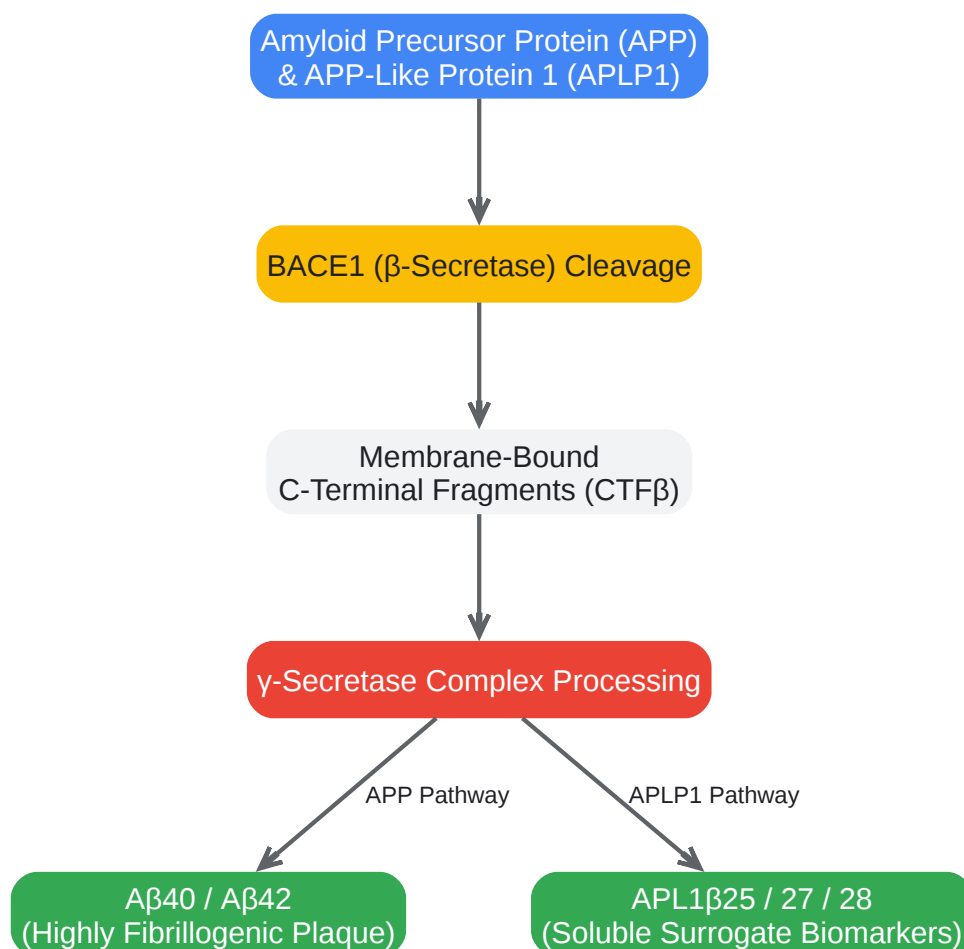 Amyloid Precursor Protein (APP)
& APP-Like Protein 1 (APLP1)
BACE1 (β-Secretase) Cleavage
Membrane-Bound
C-Terminal Fragments (CTFβ)
γ-Secretase Complex Processing
APP Pathway
APLP1 Pathway
Aβ40 / Aβ42
(Highly Fibrillogenic Plaque)
APL1β25 / 27 / 28
(Soluble Surrogate Biomarkers)